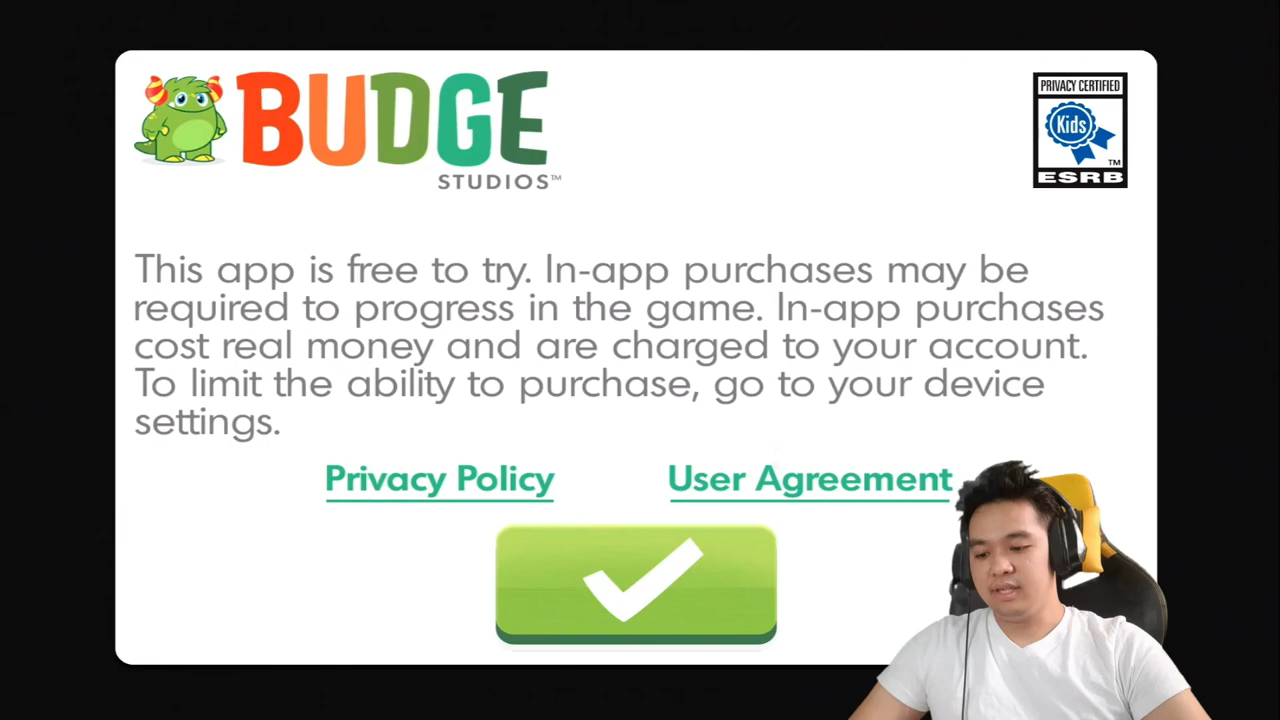 BUDGE
STUDIOS™
PRIVACY CERTIFIED
Kids
™
ESRB
This app is free to try. In-app purchases may be
required to progress in the game. In-app purchases
cost real money and are charged to your account.
To limit the ability to purchase, go to your device
settings.
Privacy Policy
User Agreement